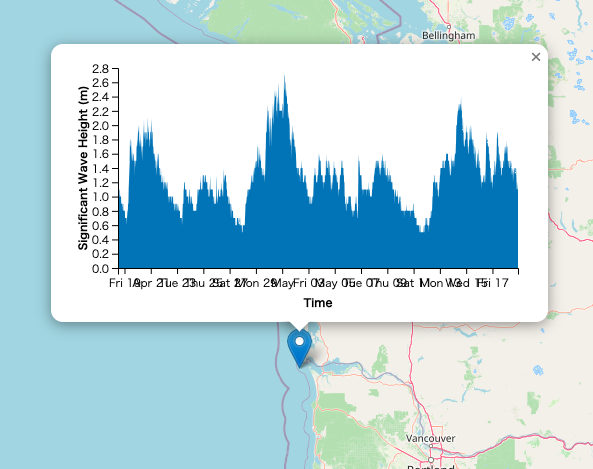 Bellingham
×
Significant Wave Height (m)
2.8
2.6
2.4
2.2
2.0
1.8
1.6
1.4
1.2
1.0
0.8
0.6
0.4
0.2
0.0
Fri 19 Apr 21 Tue 23 Thu 25 Sat 27 Mon 29 May Fri 03 May 05 Tue 07 Thu 09 Sat 11 Mon 13 Wed 15 Fri 17
Time
Vancouver
Portland